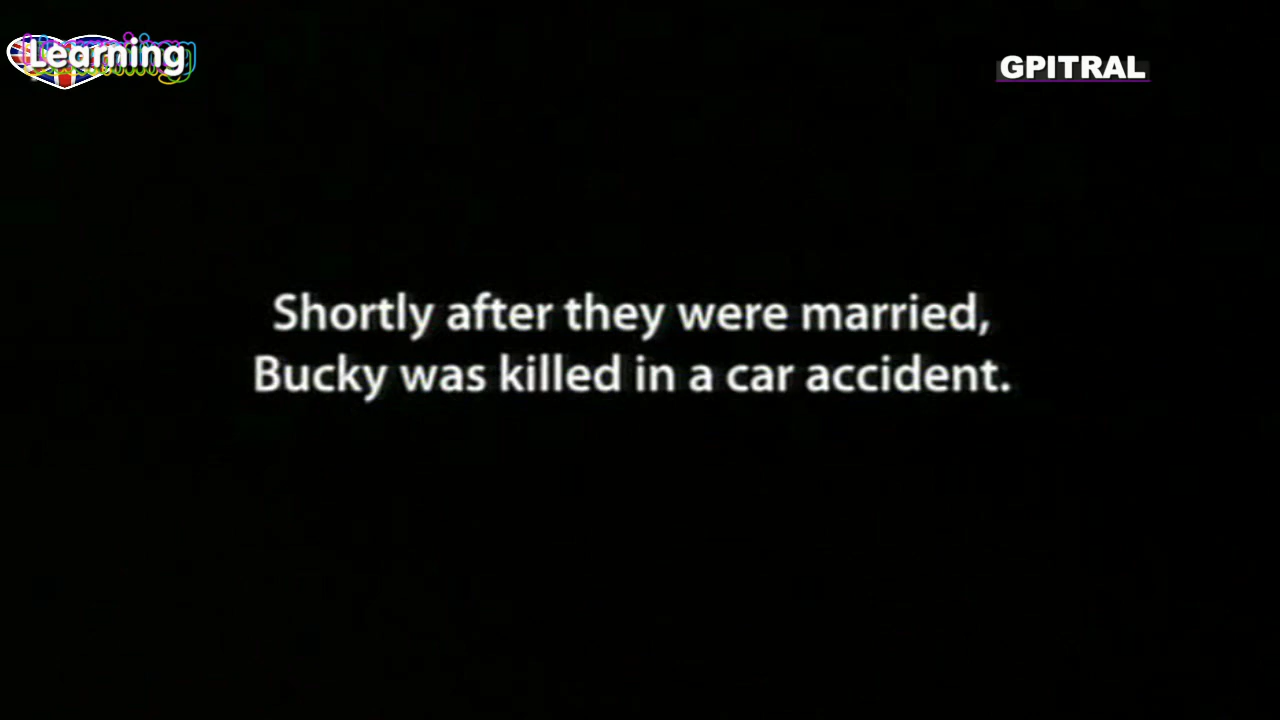 Learning
GPITRAL
Shortly after they were married,
Bucky was killed in a car accident.